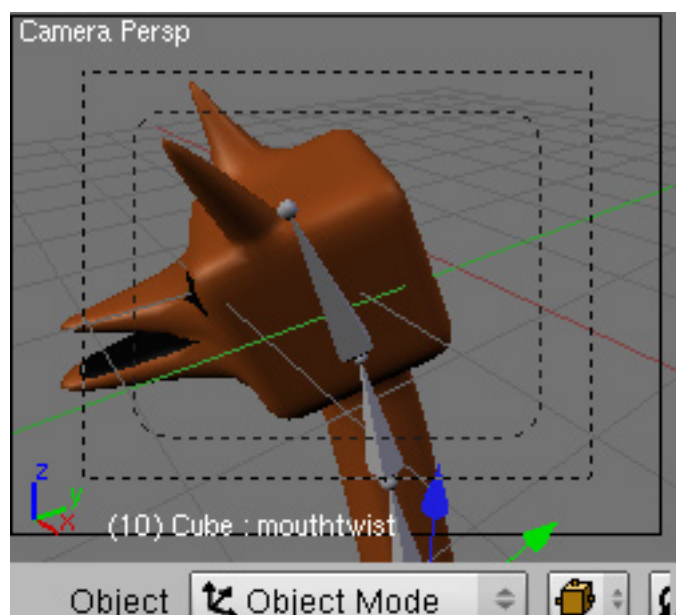 Camera Persp
z
y
x
(10) Cube : mouthtwist
Object Object Mode